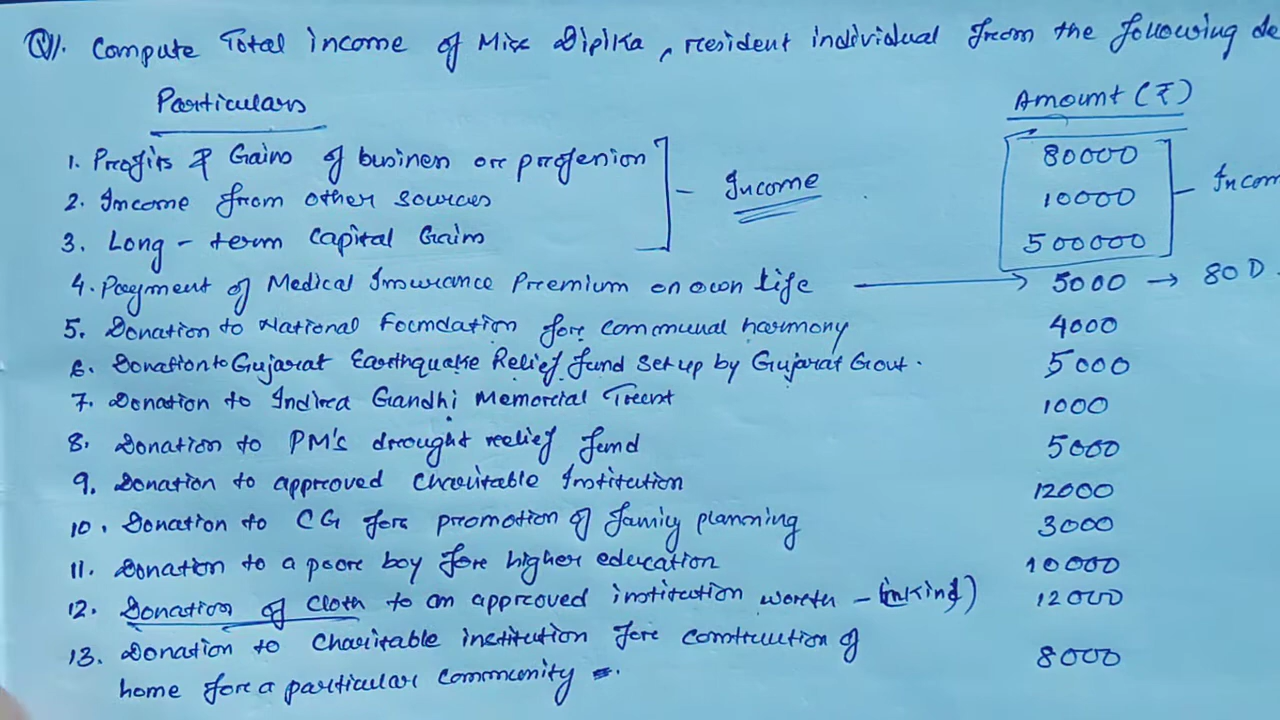 Q1. Compute Total income of Miss Dipika, resident individual from the following de
Particulars Amount (₹)
1. Profits & Gains of business or profession 80000
2. Income from other sources - Income 10000 - Incom
3. Long-term Capital Gains 500000
4. Payment of Medical Insurance Premium on own life → 5000 → 80D
5. Donation to National Foundation for communal harmony 4000
6. Donation to Gujarat Earthquake Relief fund set up by Gujarat Govt. 5000
7. Donation to Indira Gandhi Memorial Trust 1000
8. Donation to PM's drought relief fund 5000
9. Donation to approved Charitable Institution 12000
10. Donation to CG for promotion of family planning 3000
11. Donation to a poor boy for higher education 10000
12. Donation of Cloth to an approved institution worth - (in kind) 12000
13. Donation to Charitable institution for construction of 8000
home for a particular community